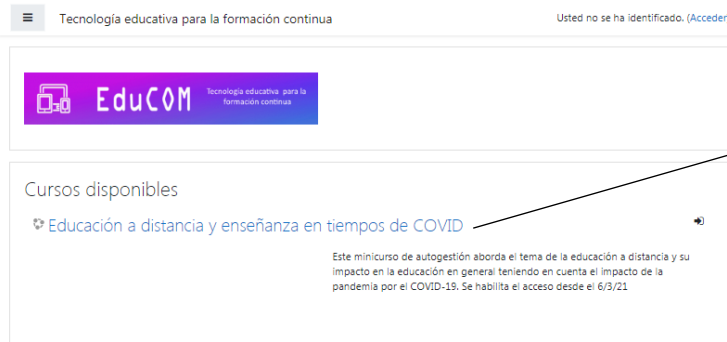 Tecnología educativa para la formación continua
Usted no se ha identificado. (Acceder
EduCOM
Tecnología educativa para la
formación continua
Cursos disponibles
Educación a distancia y enseñanza en tiempos de COVID
Este minicurso de autogestión aborda el tema de la educación a distancia y su
impacto en la educación en general teniendo en cuenta el impacto de la
pandemia por el COVID-19. Se habilita el acceso desde el 6/3/21